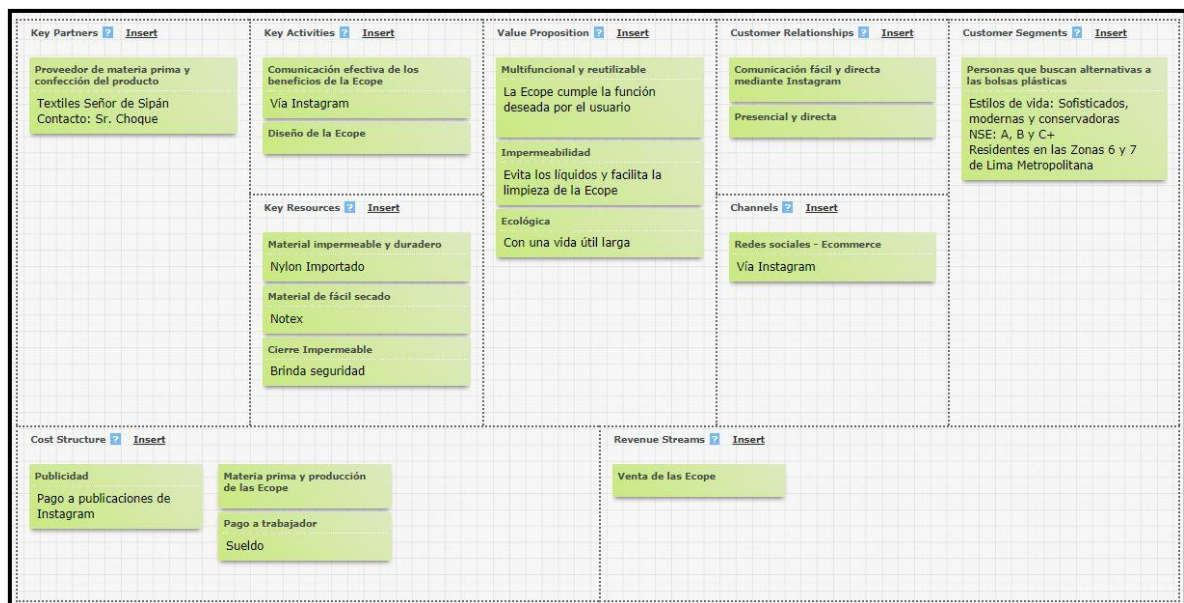 Key Partners ? Insert
Proveedor de materia prima y
confección del producto
Textiles Señor de Sipán
Contacto: Sr. Choque
Key Activities ? Insert
Comunicación efectiva de los
beneficios de la Ecope
Vía Instagram
Diseño de la Ecope
Key Resources ? Insert
Material impermeable y duradero
Nylon Importado
Material de fácil secado
Notex
Cierre Impermeable
Brinda seguridad
Value Proposition ? Insert
Multifuncional y reutilizable
La Ecope cumple la función
deseada por el usuario
Impermeabilidad
Evita los líquidos y facilita la
limpieza de la Ecope
Ecológica
Con una vida útil larga
Customer Relationships ? Insert
Comunicación fácil y directa
mediante Instagram
Presencial y directa
Channels ? Insert
Redes sociales - Ecommerce
Vía Instagram
Customer Segments ? Insert
Personas que buscan alternativas a
las bolsas plásticas
Estilos de vida: Sofisticados,
modernas y conservadoras
NSE: A, B y C+
Residentes en las Zonas 6 y 7
de Lima Metropolitana
Cost Structure ? Insert
Publicidad
Pago a publicaciones de
Instagram
Materia prima y producción
de las Ecope
Pago a trabajador
Sueldo
Revenue Streams ? Insert
Venta de las Ecope